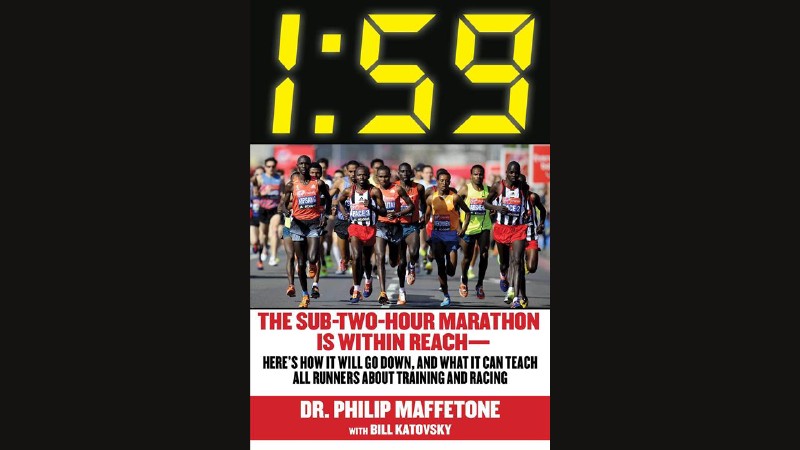 1:59
THE SUB-TWO-HOUR MARATHON
IS WITHIN REACH—
HERE'S HOW IT WILL GO DOWN, AND WHAT IT CAN TEACH
ALL RUNNERS ABOUT TRAINING AND RACING
DR. PHILIP MAFFETONE
WITH BILL KATOVSKY